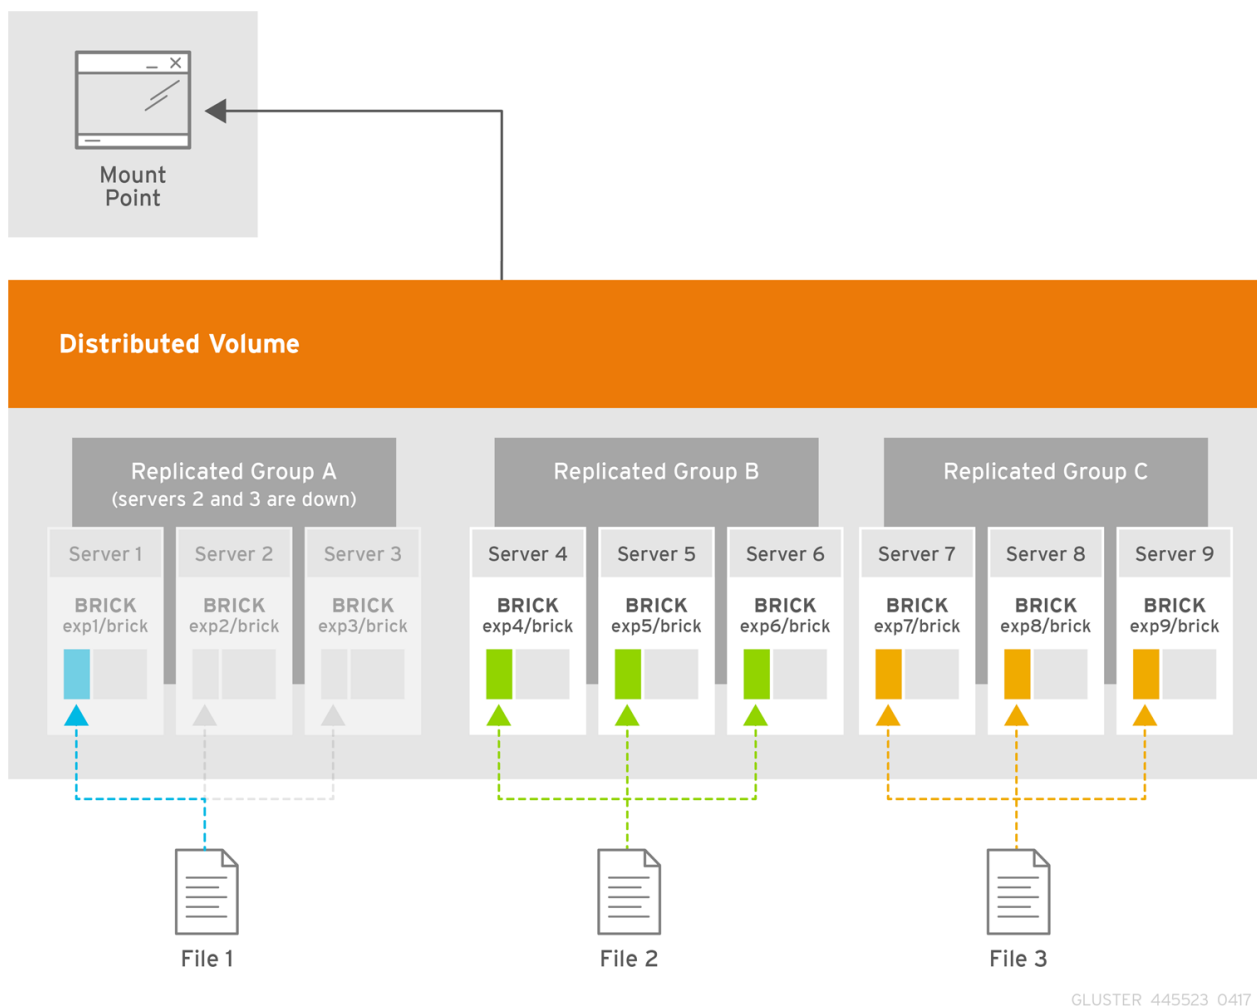 Mount
Point
Distributed Volume
Replicated Group A
(servers 2 and 3 are down)
Replicated Group B
Replicated Group C
Server 1
Server 2
Server 3
Server 4
Server 5
Server 6
Server 7
Server 8
Server 9
BRICK
exp1/brick
BRICK
exp2/brick
BRICK
exp3/brick
BRICK
exp4/brick
BRICK
exp5/brick
BRICK
exp6/brick
BRICK
exp7/brick
BRICK
exp8/brick
BRICK
exp9/brick
File 1
File 2
File 3
GLUSTER_445523_0417